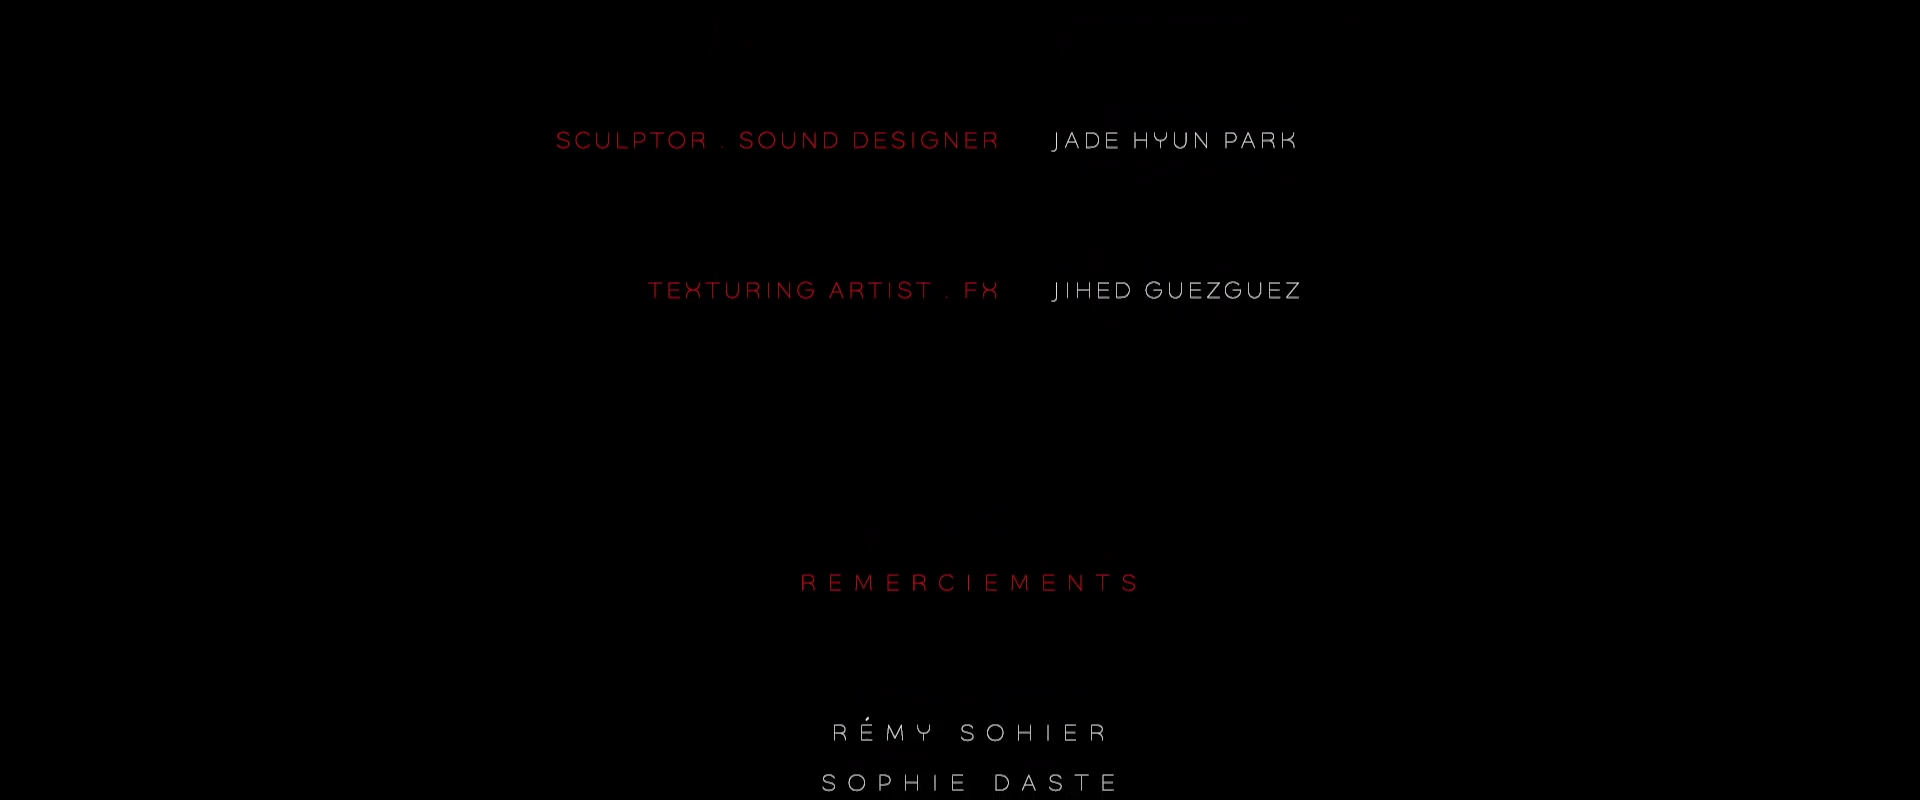 SCULPTOR . SOUND DESIGNER JADE HYUN PARK
TEXTURING ARTIST . FX JIHED GUEZGUEZ
REMERCIEMENTS
RÉMY SOHIER
SOPHIE DASTE